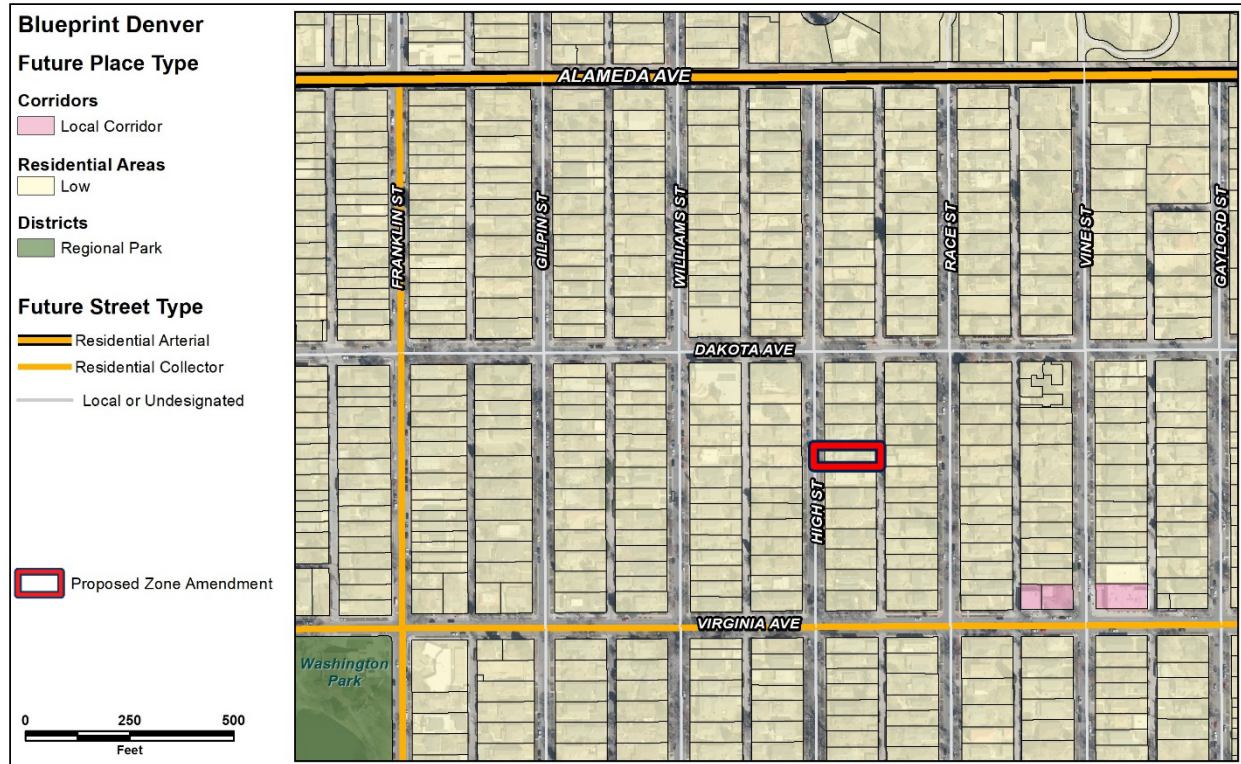 Blueprint Denver
Future Place Type
Corridors
Local Corridor
Residential Areas
Low
Districts
Regional Park
Future Street Type
Residential Arterial
Residential Collector
Local or Undesignated
Proposed Zone Amendment
0 250 500
Feet
ALAMEDA AVE
FRANKLIN ST
GILPIN ST
WILLIAMS ST
RACE ST
VINE ST
GAYLORD ST
DAKOTA AVE
HIGH ST
VIRGINIA AVE
Washington
Park